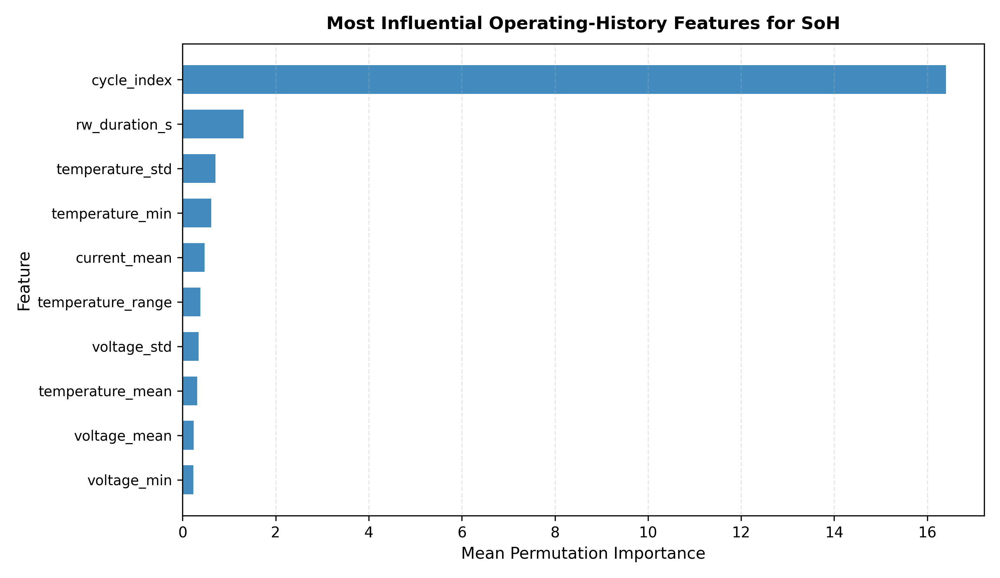 Most Influential Operating-History Features for SoH
cycle_index
rw_duration_s
temperature_std
temperature_min
current_mean
temperature_range
voltage_std
temperature_mean
voltage_mean
voltage_min
Feature
0 2 4 6 8 10 12 14 16
Mean Permutation Importance